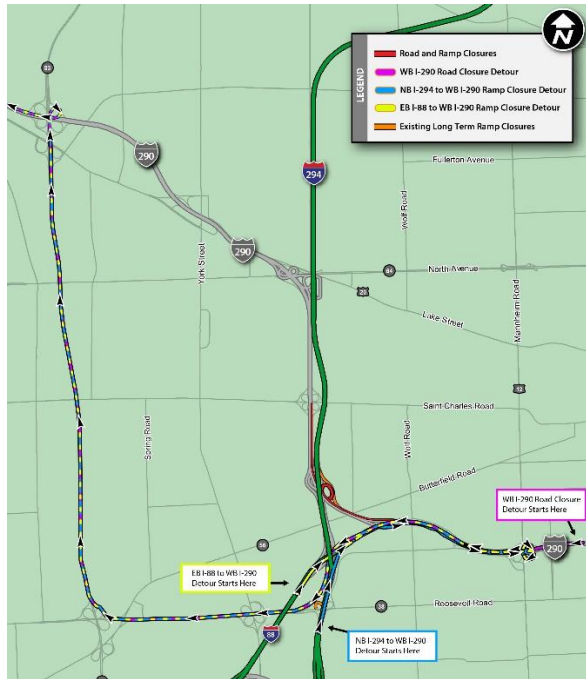 N
LEGEND
Road and Ramp Closures
WB I-290 Road Closure Detour
NB I-294 to WB I-290 Ramp Closure Detour
EB I-88 to WB I-290 Ramp Closure Detour
Existing Long Term Ramp Closures
83
290
Fullerton Avenue
294
Wolf Road
York Street
290
64
North Avenue
20
Lake Street
Mannheim Road
12
Saint Charles Road
Spring Road
Wolf Road
Butterfield Road
WB I-290 Road Closure
Detour Starts Here
56
290
EB I-88 to WB I-290
Detour Starts Here
38
Roosevelt Road
88
NB I-294 to WB I-290
Detour Starts Here